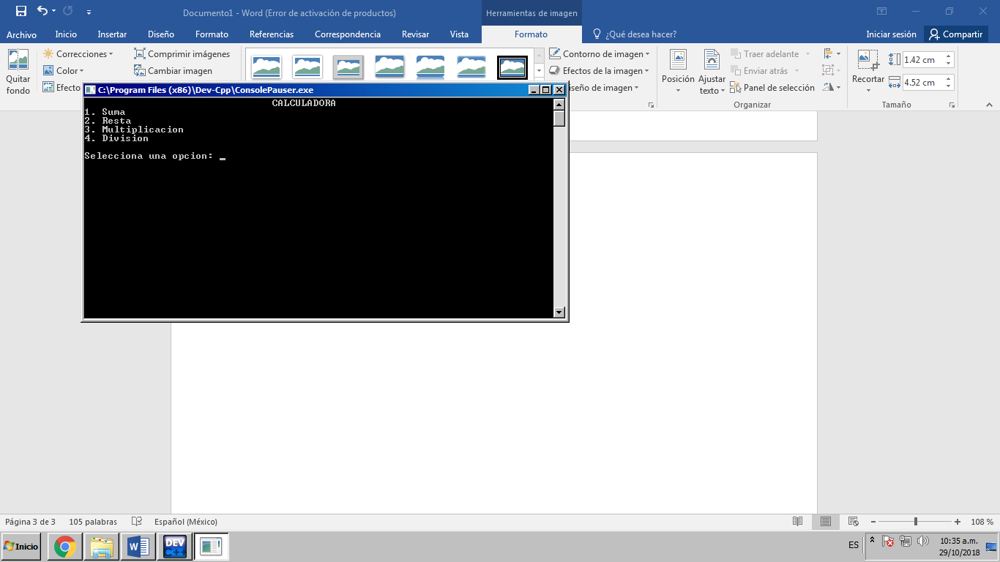 Documento1 - Word (Error de activación de productos)
Herramientas de imagen
Archivo Inicio Insertar Diseño Formato Referencias Correspondencia Revisar Vista Formato ¿Qué desea hacer? Iniciar sesión Compartir
Quitar fondo
Correcciones
Color
Efecto
Comprimir imágenes
Cambiar imagen
Contorno de imagen
Efectos de la imagen
seño de imagen
Posición
Ajustar texto
Traer adelante
Enviar atrás
Panel de selección
Organizar
Recortar
1.42 cm
4.52 cm
Tamaño
C:\Program Files (x86)\Dev-Cpp\ConsolePauser.exe
CALCULADORA
1. Suma
2. Resta
3. Multiplicacion
4. Division
Selecciona una opcion: _
Página 3 de 3 105 palabras Español (México) 108 %
Inicio
DEV C++
ES
10:35 a.m.
29/10/2018